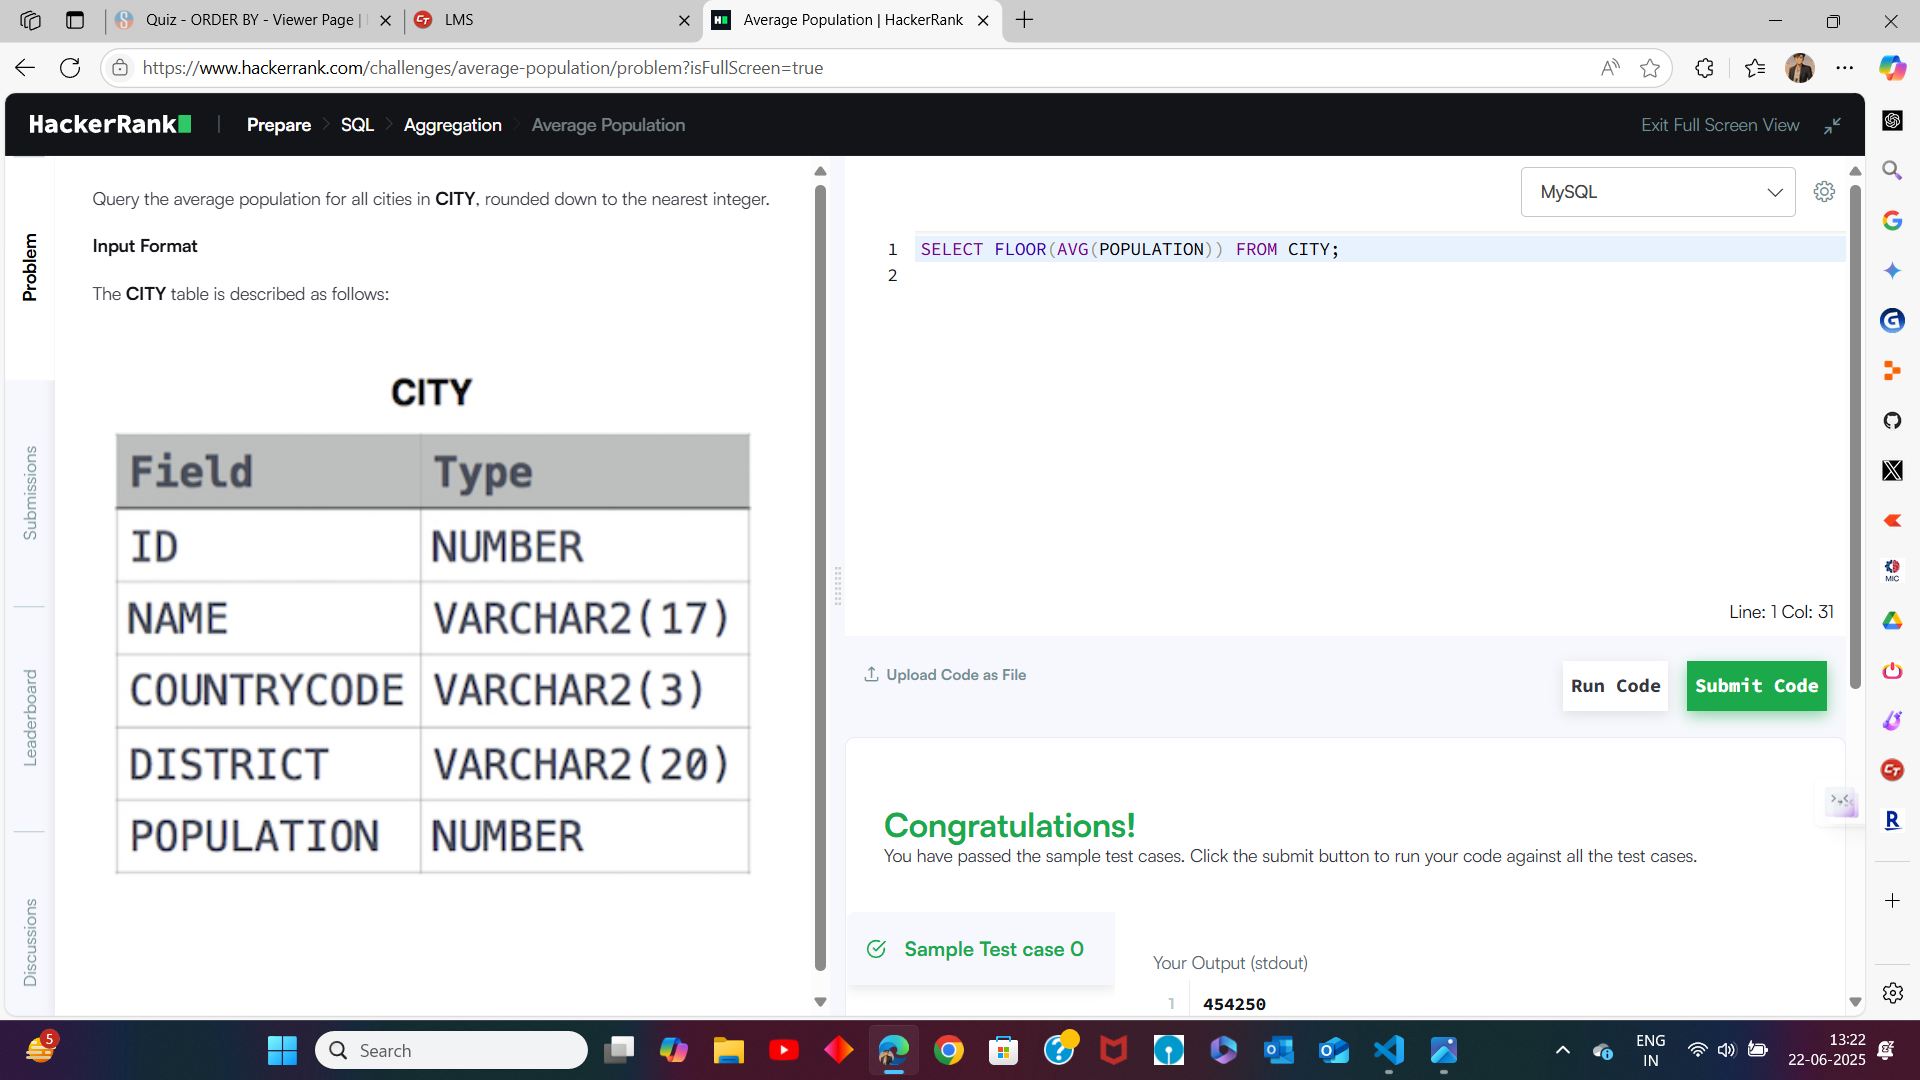 Quiz - ORDER BY - Viewer Page |
LMS
Average Population | HackerRank
https://www.hackerrank.com/challenges/average-population/problem?isFullScreen=true
HackerRank
Prepare
SQL
Aggregation
Average Population
Exit Full Screen View
Problem
Submissions
Leaderboard
Discussions
Query the average population for all cities in CITY, rounded down to the nearest integer.
Input Format
The CITY table is described as follows:
CITY
Field Type
ID NUMBER
NAME VARCHAR2(17)
COUNTRYCODE VARCHAR2(3)
DISTRICT VARCHAR2(20)
POPULATION NUMBER
MySQL
1 SELECT FLOOR(AVG(POPULATION)) FROM CITY;
2
Line: 1 Col: 31
Upload Code as File
Run Code
Submit Code
Congratulations!
You have passed the sample test cases. Click the submit button to run your code against all the test cases.
Sample Test case 0
Your Output (stdout)
1 454250
MIC
CT
R
5
Search
ENG
IN
13:22
22-06-2025